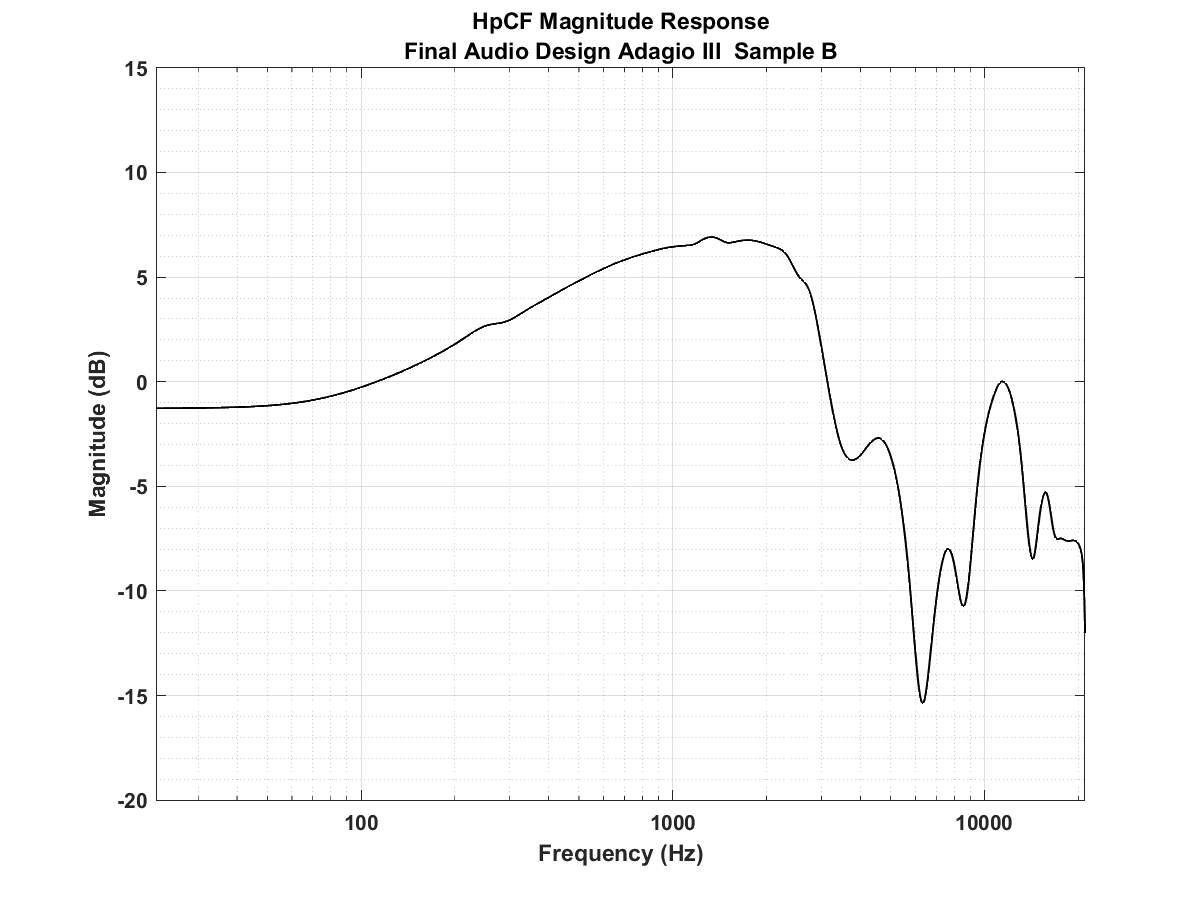 HpCF Magnitude Response
Final Audio Design Adagio III  Sample B
15
10
5
0
-5
-10
-15
-20
Magnitude (dB)
100
1000
10000
Frequency (Hz)